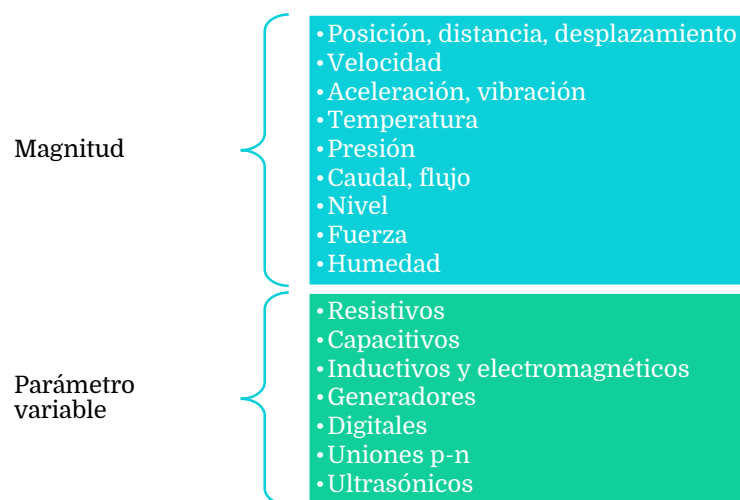 Magnitud
•Posición, distancia, desplazamiento
•Velocidad
•Aceleración, vibración
•Temperatura
•Presión
•Caudal, flujo
•Nivel
•Fuerza
•Humedad
Parámetro
variable
•Resistivos
•Capacitivos
•Inductivos y electromagnéticos
•Generadores
•Digitales
•Uniones p-n
•Ultrasónicos